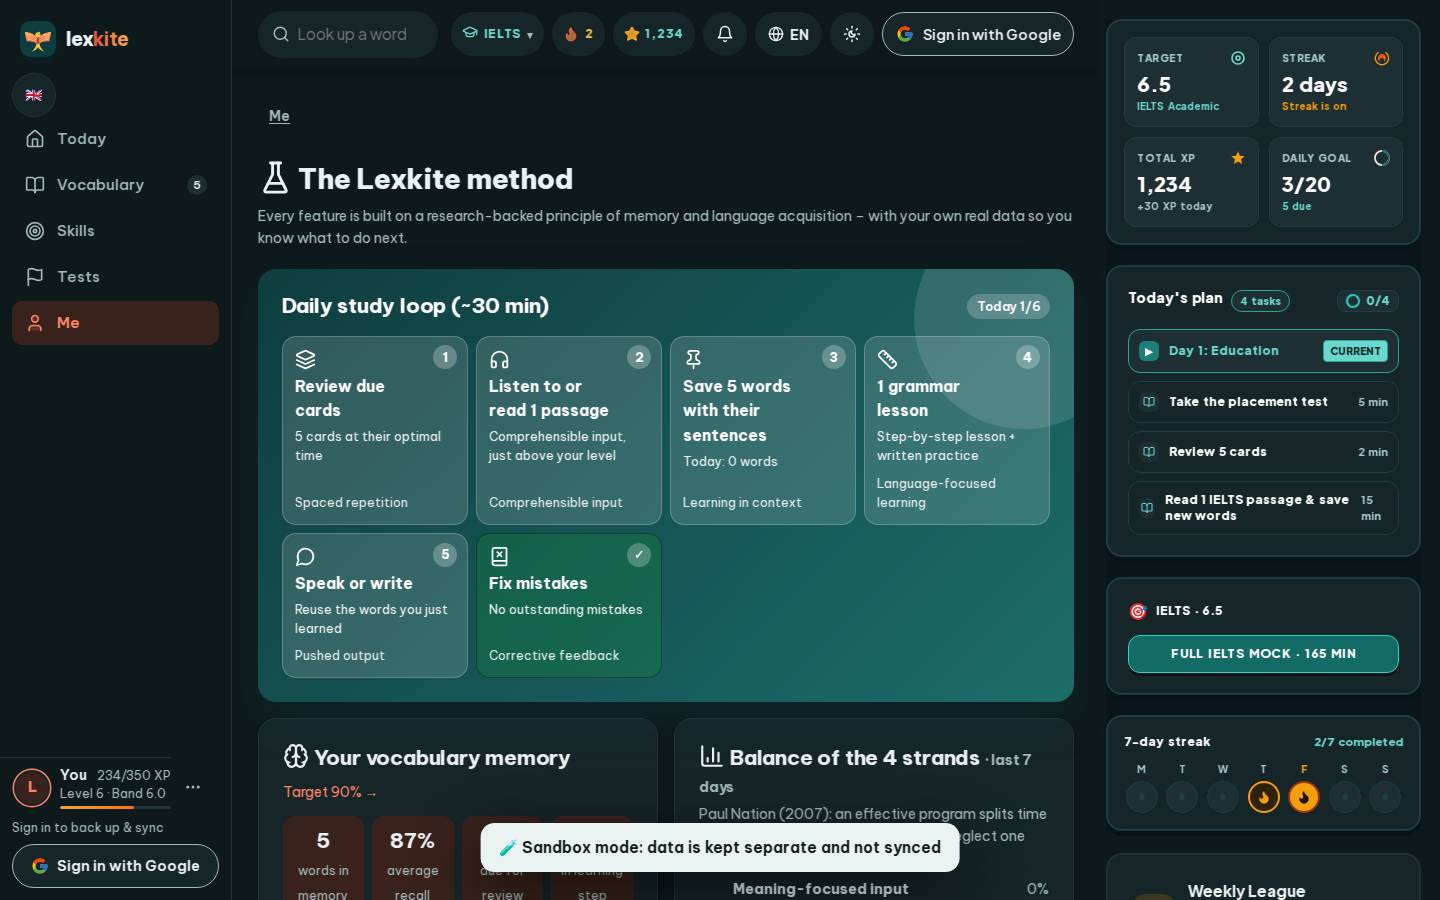 lexkite
Look up a word
IELTS
2
1,234
EN
Sign in with Google
Today
Vocabulary
5
Skills
Tests
Me
L
You
234/350 XP
Level 6 · Band 6.0
Sign in to back up & sync
Sign in with Google
Me
The Lexkite method
Every feature is built on a research-backed principle of memory and language acquisition – with your own real data so you
know what to do next.
Daily study loop (~30 min)
Today 1/6
1
Review due
cards
5 cards at their optimal
time
Spaced repetition
2
Listen to or
read 1 passage
Comprehensible input,
just above your level
Comprehensible input
3
Save 5 words
with their
sentences
Today: 0 words
Learning in context
4
1 grammar
lesson
Step-by-step lesson +
written practice
Language-focused
learning
5
Speak or write
Reuse the words you just
learned
Pushed output
✓
Fix mistakes
No outstanding mistakes
Corrective feedback
Your vocabulary memory
Target 90% →
5
words in
memory
87%
average
recall
review
step
Balance of the 4 strands · last 7
days
Paul Nation (2007): an effective program splits time
neglect one
Meaning-focused input
0%
🧪 Sandbox mode: data is kept separate and not synced
TARGET
6.5
IELTS Academic
STREAK
2 days
Streak is on
TOTAL XP
1,234
+30 XP today
DAILY GOAL
3/20
5 due
Today's plan
4 tasks
0/4
Day 1: Education
CURRENT
Take the placement test
5 min
Review 5 cards
2 min
Read 1 IELTS passage & save
new words
15
min
IELTS · 6.5
FULL IELTS MOCK · 165 MIN
7-day streak
2/7 completed
M T W T F S S
Weekly League